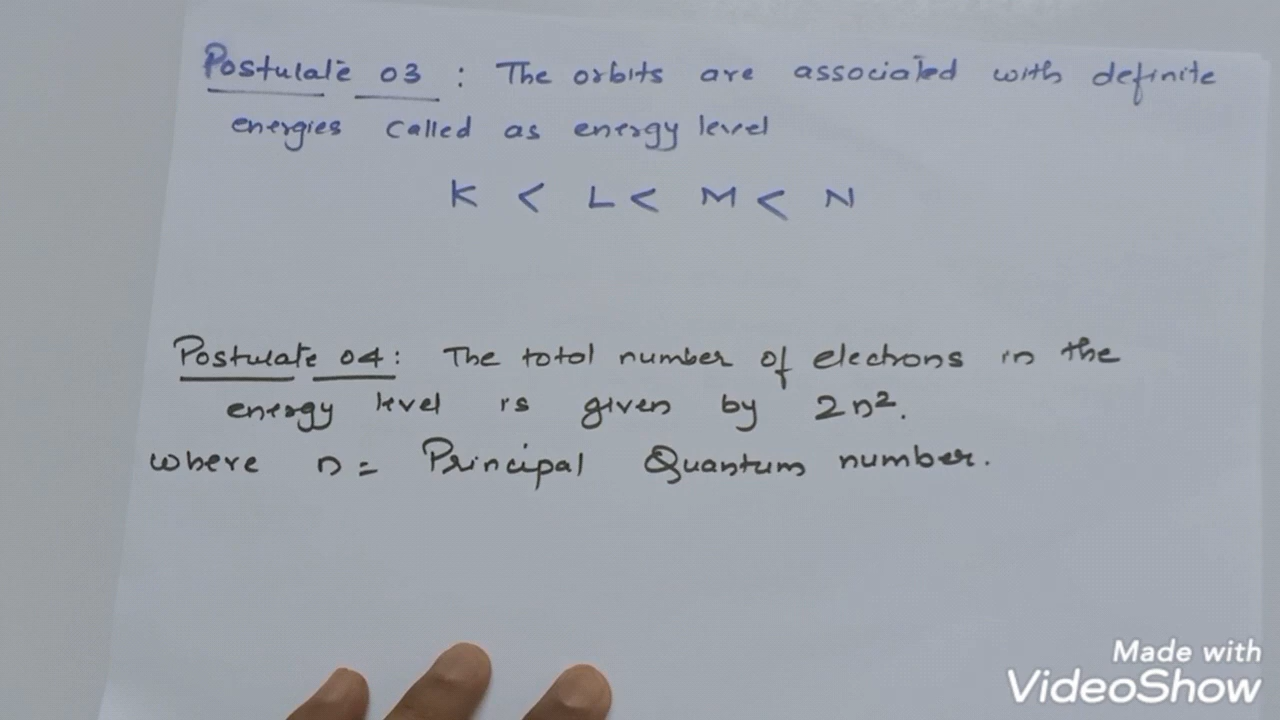 Postulate 03 : The orbits are associated with definite
energies called as energy level
K < L < M < N
Postulate 04 : The total number of electrons in the
energy level is given by 2n².
where n = Principal Quantum number.
Made with
VideoShow